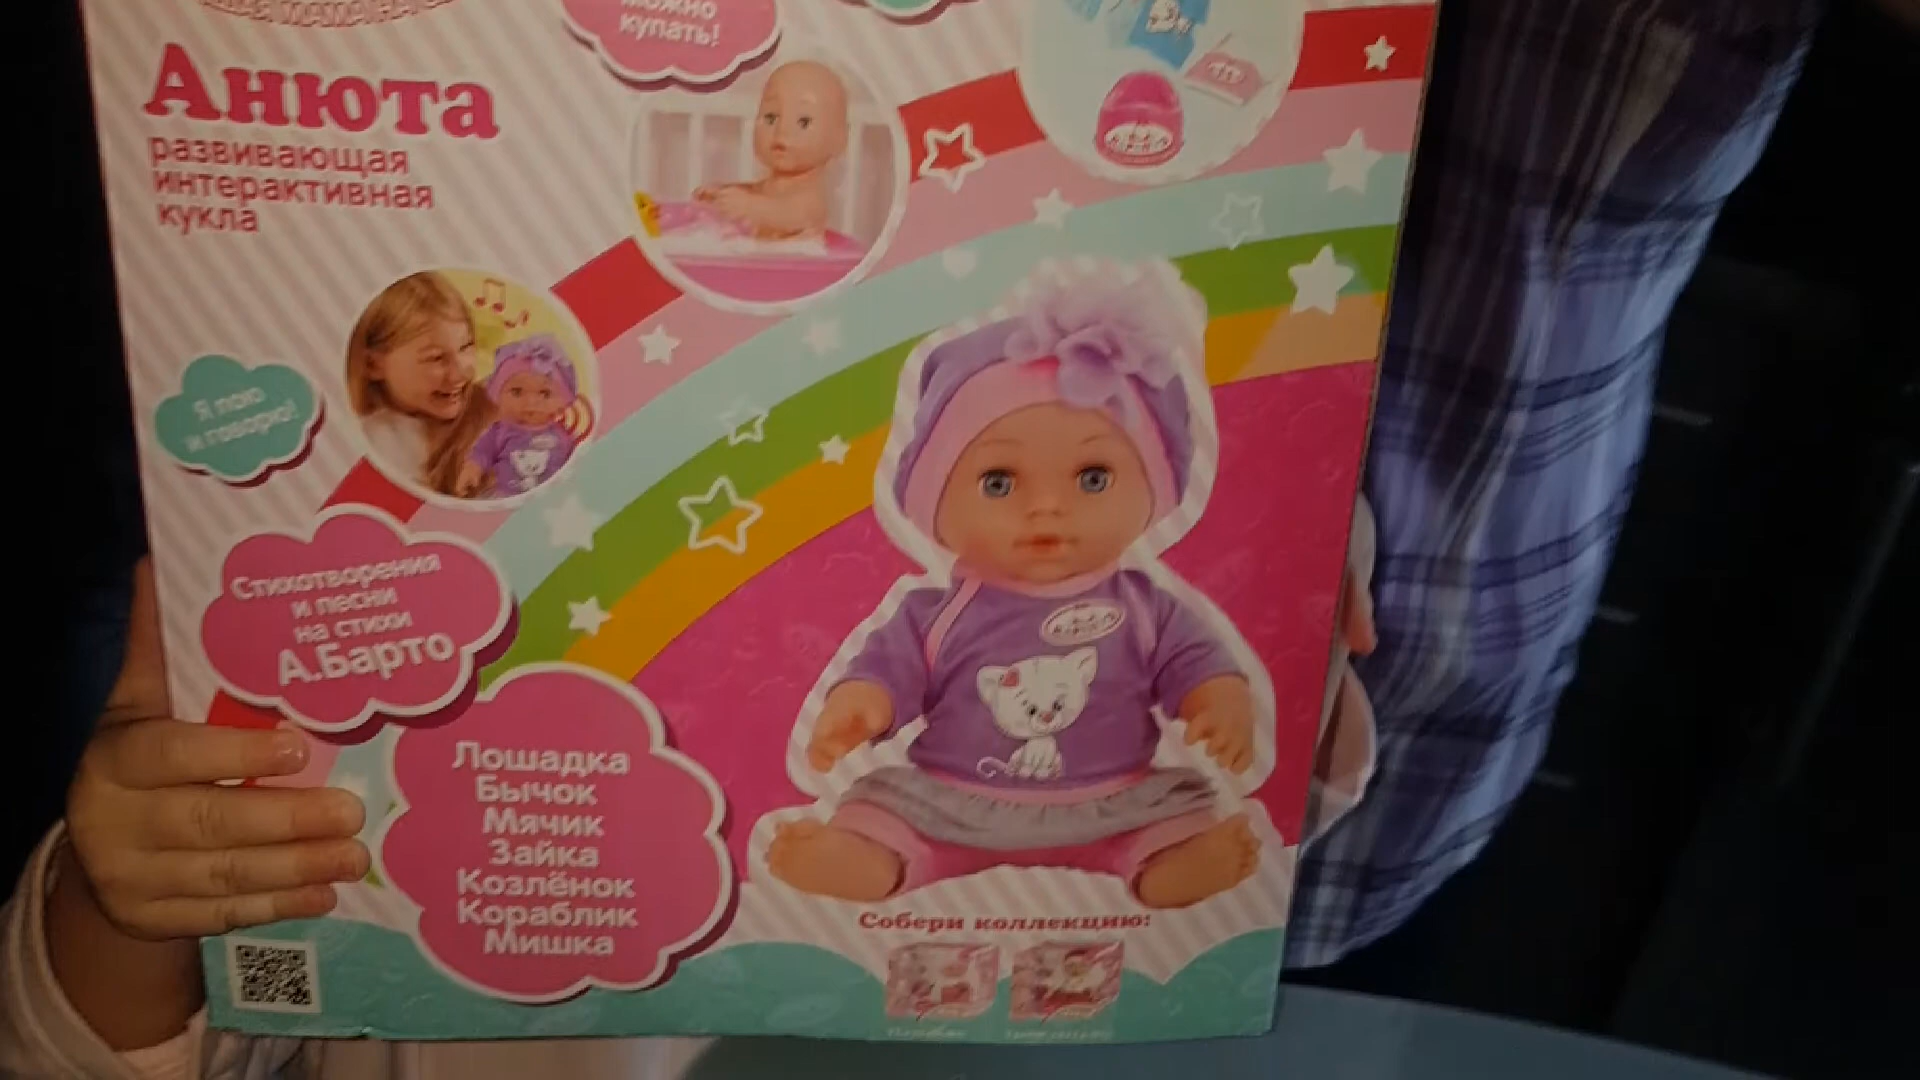 можно
купать!
Анюта
развивающая
интерактивная
кукла
Я пою
и говорю!
Стихотворения
и песни
на стихи
А.Барто
Лошадка
Бычок
Мячик
Зайка
Козлёнок
Кораблик
Мишка
Собери коллекцию: